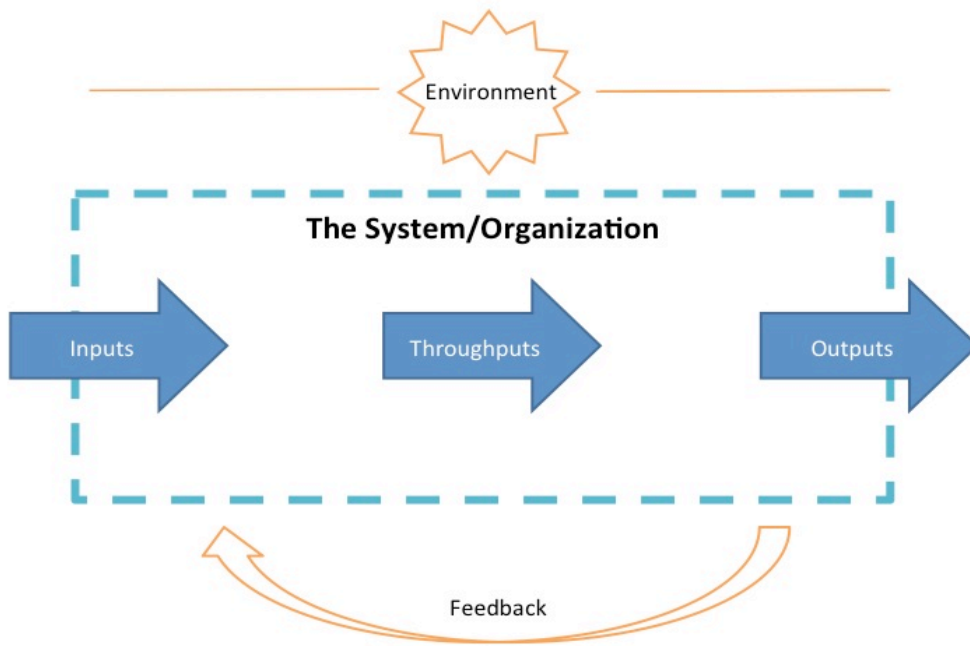 Environment
The System/Organization
Inputs
Throughputs
Outputs
Feedback